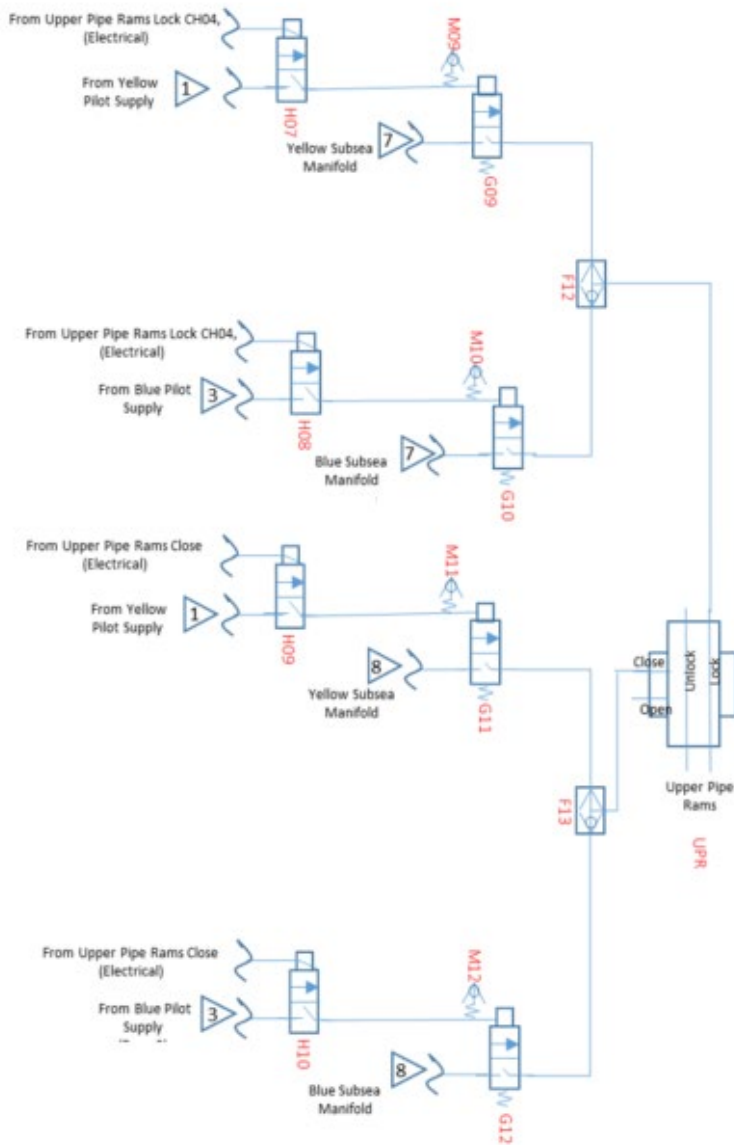 From Upper Pipe Rams Lock CH04,
(Electrical)
M09
From Yellow
Pilot Supply
1
H07
Yellow Subsea
Manifold
7
G09
F12
From Upper Pipe Rams Lock CH04,
(Electrical)
M10
From Blue Pilot
Supply
3
H08
Blue Subsea
Manifold
7
G10
From Upper Pipe Rams Close
(Electrical)
M11
From Yellow
Pilot Supply
1
H09
Yellow Subsea
Manifold
8
G11
Close
Open
Unlock
Lock
Upper Pipe
Rams
UPR
F13
From Upper Pipe Rams Close
(Electrical)
M12
From Blue Pilot
Supply
3
H10
Blue Subsea
Manifold
8
G12